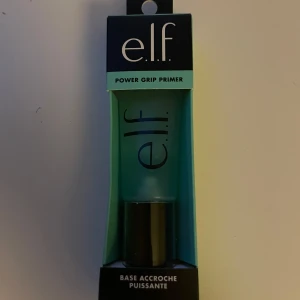 e.l.f.
POWER GRIP PRIMER
e.l.f.
BASE ACCROCHE
PUISSANTE